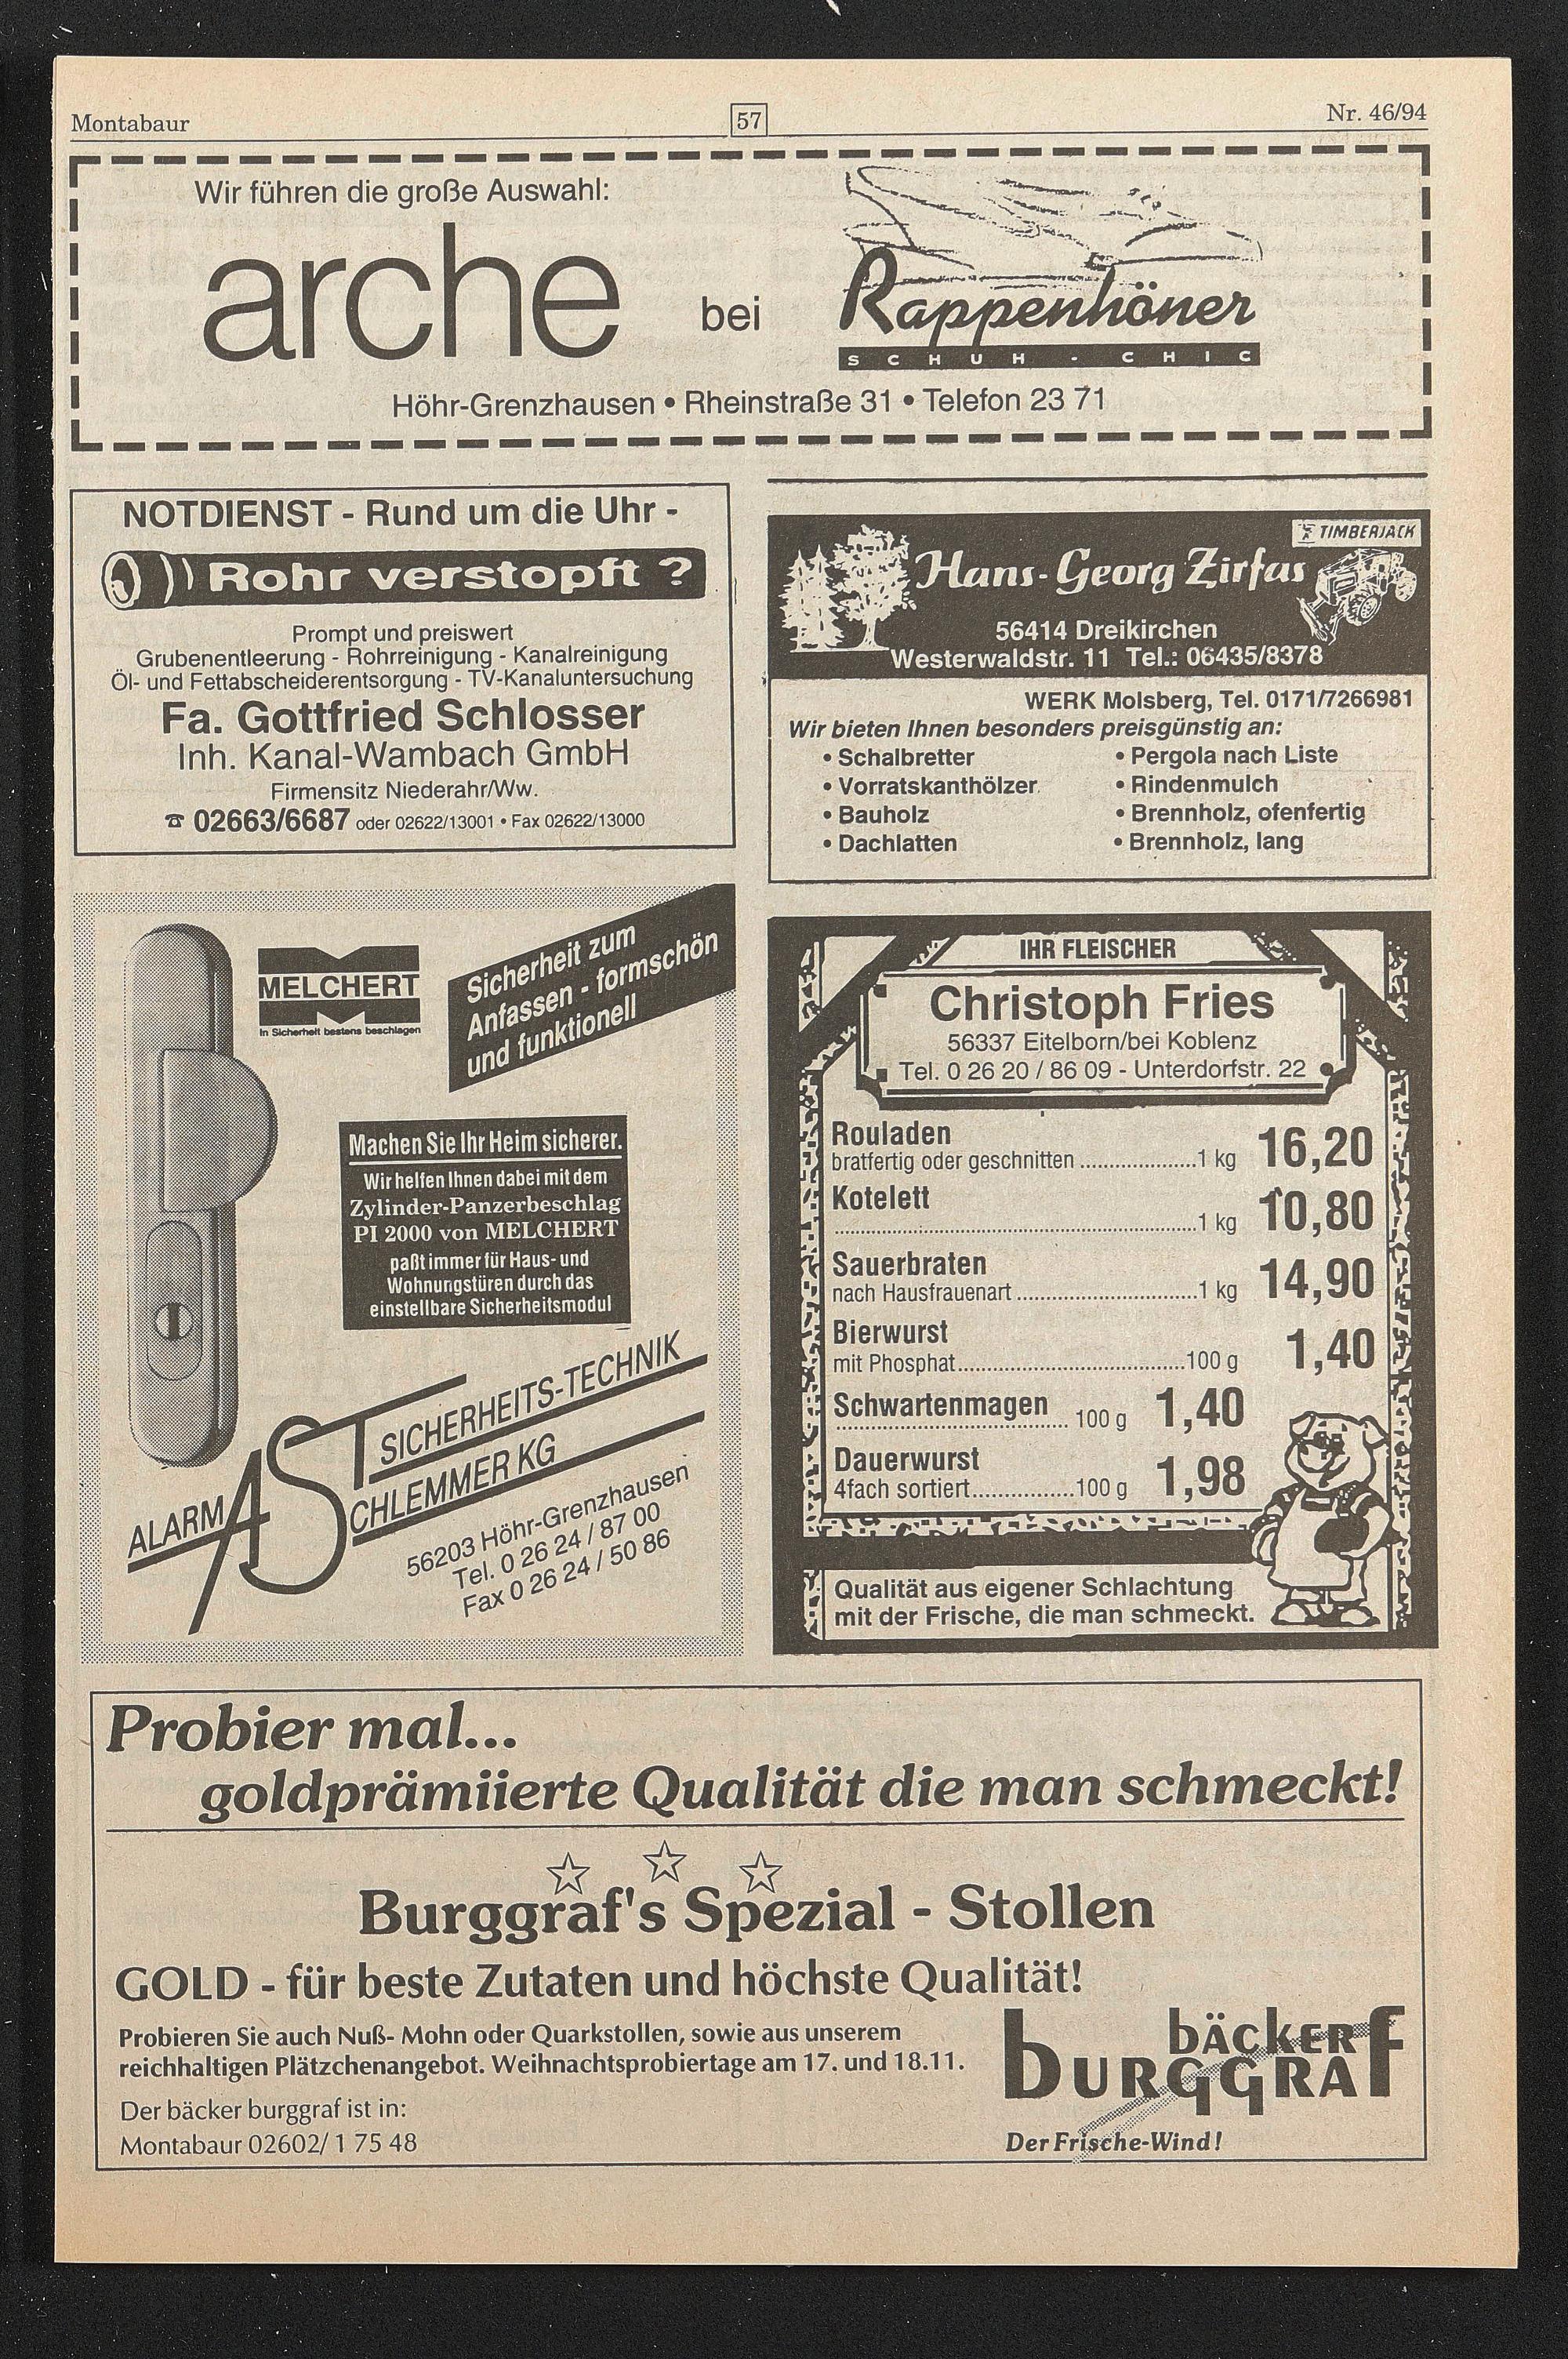 Montabaur
57
Nr. 46/94
Wir führen die große Auswahl:
arche
bei
Rappenhöner
SCHUH - CHIC
Höhr-Grenzhausen • Rheinstraße 31 • Telefon 23 71
NOTDIENST - Rund um die Uhr -
Rohr verstopft ?
Prompt und preiswert
Grubenentleerung - Rohrreinigung - Kanalreinigung
Öl- und Fettabscheiderentsorgung - TV-Kanaluntersuchung
Fa. Gottfried Schlosser
Inh. Kanal-Wambach GmbH
Firmensitz Niederahr/Ww.
☎ 02663/6687 oder 02622/13001 • Fax 02622/13000
TIMBERJACK
Hans-Georg Zirfas
56414 Dreikirchen
Westerwaldstr. 11 Tel.: 06435/8378
WERK Molsberg, Tel. 0171/7266981
Wir bieten Ihnen besonders preisgünstig an:
• Schalbretter
• Vorratskanthölzer
• Bauholz
• Dachlatten
• Pergola nach Liste
• Rindenmulch
• Brennholz, ofenfertig
• Brennholz, lang
MELCHERT
In Sicherheit bestens beschlagen
Sicherheit zum
Anfassen - formschön
und funktionell
Machen Sie Ihr Heim sicherer.
Wir helfen Ihnen dabei mit dem
Zylinder-Panzerbeschlag
PI 2000 von MELCHERT
paßt immer für Haus- und
Wohnungstüren durch das
einstellbare Sicherheitsmodul
ALARM
AST
SICHERHEITS-TECHNIK
CHLEMMER KG
56203 Höhr-Grenzhausen
Tel. 0 26 24 / 87 00
Fax 0 26 24 / 50 86
IHR FLEISCHER
Christoph Fries
56337 Eitelborn/bei Koblenz
Tel. 0 26 20 / 86 09 - Unterdorfstr. 22
Rouladen
bratfertig oder geschnitten ....................1 kg 16,20
Kotelett
..............................................................1 kg 10,80
Sauerbraten
nach Hausfrauenart ...............................1 kg 14,90
Bierwurst
mit Phosphat.......................................100 g 1,40
Schwartenmagen
........................................ 100 g 1,40
Dauerwurst
4fach sortiert.................100 g 1,98
Qualität aus eigener Schlachtung
mit der Frische, die man schmeckt.
Probier mal...
goldprämiierte Qualität die man schmeckt!
Burggraf's Spezial - Stollen
GOLD - für beste Zutaten und höchste Qualität!
Probieren Sie auch Nuß- Mohn oder Quarkstollen, sowie aus unserem
reichhaltigen Plätzchenangebot. Weihnachtsprobiertage am 17. und 18.11.
Der bäcker burggraf ist in:
Montabaur 02602/ 1 75 48
bäcker
burggraf
Der Frische-Wind!